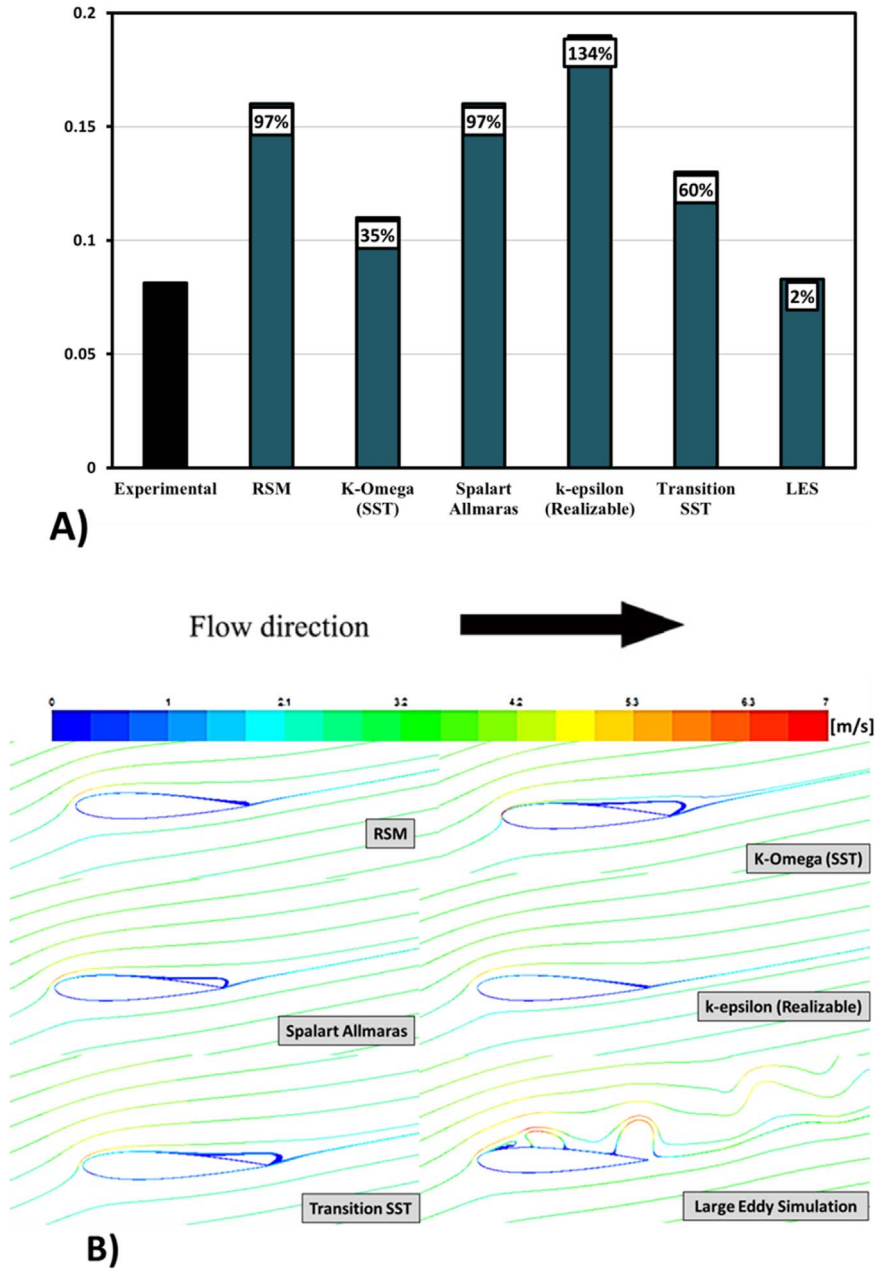 0.2
134%
0.15
97%
97%
60%
35%
0.1
2%
0.05
0
Experimental RSM K-Omega Spalart k-epsilon Transition LES
(SST) Allmaras (Realizable) SST
A)
Flow direction
0 1 2.1 3.2 4.2 5.3 6.3 7
[m/s]
RSM
K-Omega (SST)
Spalart Allmaras
k-epsilon (Realizable)
Transition SST
Large Eddy Simulation
B)